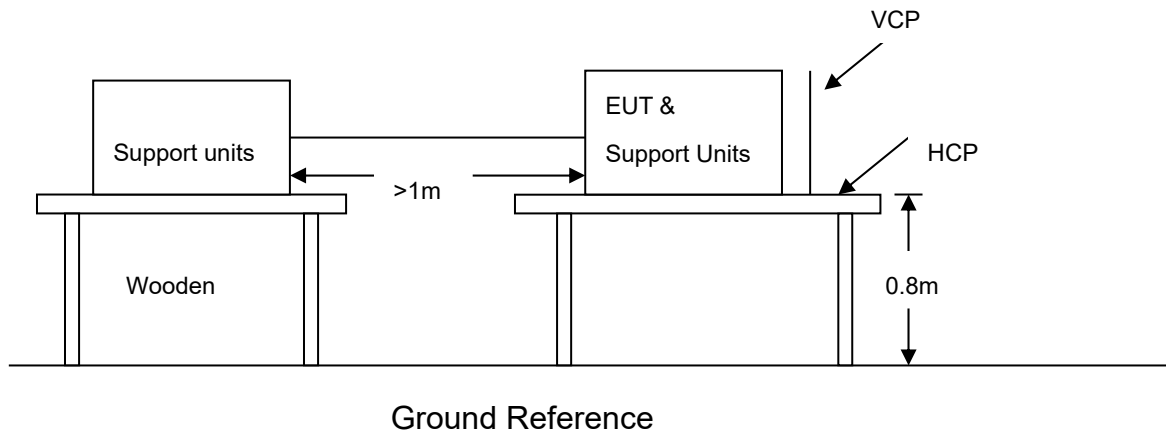 VCP
EUT &
Support units
Support Units
HCP
>1m
Wooden
0.8m
Ground Reference